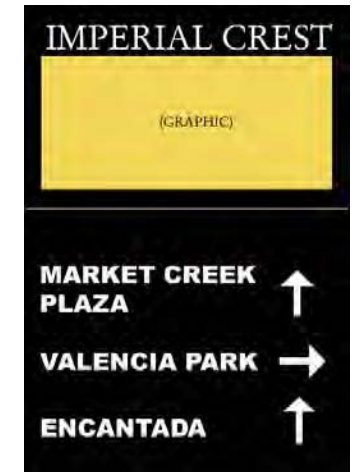 IMPERIAL CREST
(GRAPHIC)
MARKET CREEK
PLAZA
VALENCIA PARK
ENCANTADA